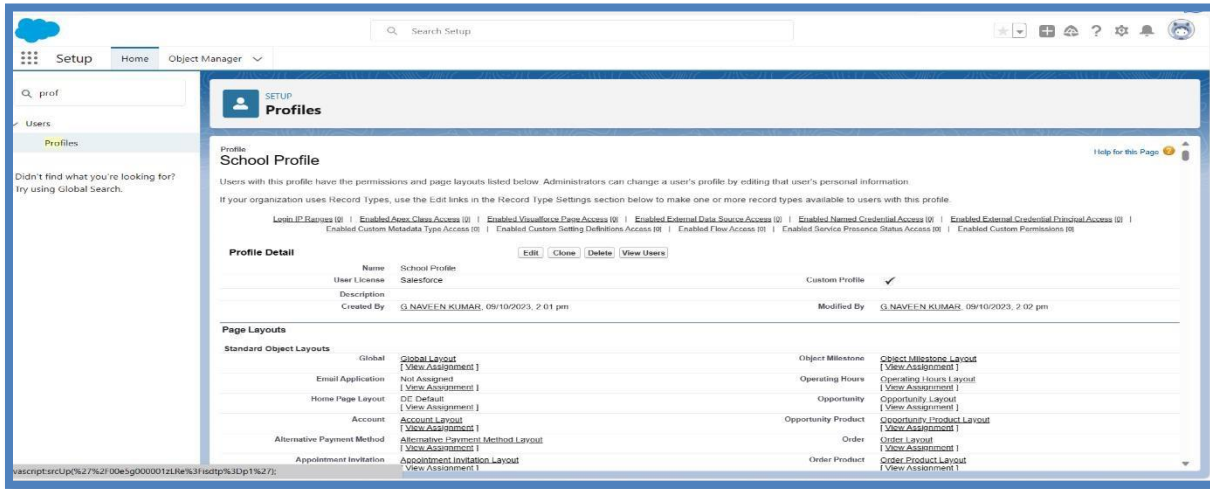 Search Setup
Setup Home Object Manager
prof
Users
Profiles
Didn't find what you're looking for?
Try using Global Search.
SETUP
Profiles
Profile
School Profile
Help for this Page
Users with this profile have the permissions and page layouts listed below. Administrators can change a user's profile by editing that user's personal information.
If your organization uses Record Types, use the Edit links in the Record Type Settings section below to make one or more record types available to users with this profile.
Login IP Ranges [0] | Enabled Apex Class Access [0] | Enabled Visualforce Page Access [0] | Enabled External Data Source Access [0] | Enabled Named Credential Access [0] | Enabled External Credential Principal Access [0] |
Enabled Custom Metadata Type Access [0] | Enabled Custom Setting Definitions Access [0] | Enabled Flow Access [0] | Enabled Service Presence Status Access [0] | Enabled Custom Permissions [0]
Profile Detail Edit Clone Delete View Users
Name School Profile
User License Salesforce Custom Profile ✓
Description
Created By G NAVEEN KUMAR, 09/10/2023, 2:01 pm Modified By G NAVEEN KUMAR, 09/10/2023, 2:02 pm
Page Layouts
Standard Object Layouts
Global Global Layout Object Milestone Object Milestone Layout
[ View Assignment ] [ View Assignment ]
Email Application Not Assigned Operating Hours Operating Hours Layout
[ View Assignment ] [ View Assignment ]
Home Page Layout DE Default Opportunity Opportunity Layout
[ View Assignment ] [ View Assignment ]
Account Account Layout Opportunity Product Opportunity Product Layout
[ View Assignment ] [ View Assignment ]
Alternative Payment Method Alternative Payment Method Layout Order Order Layout
[ View Assignment ] [ View Assignment ]
Appointment Invitation Appointment Invitation Layout Order Product Order Product Layout
[ View Assignment ] [ View Assignment ]
vascript:srcUp(%27%2F00e5g000001zLRe%3Fisdtp%3Dp1%27);